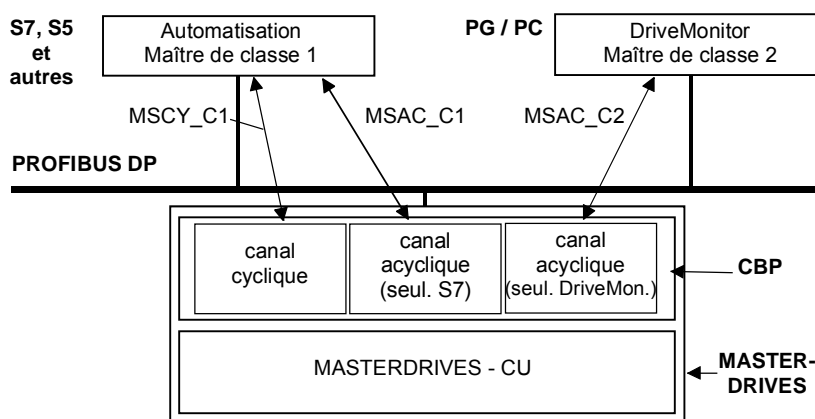 S7, S5
et
autres
Automatisation
Maître de classe 1
PG / PC
DriveMonitor
Maître de classe 2
MSCY_C1
MSAC_C1
MSAC_C2
PROFIBUS DP
canal
cyclique
canal
acyclique
(seul. S7)
canal
acyclique
(seul. DriveMon.)
CBP
MASTERDRIVES - CU
MASTER-
DRIVES